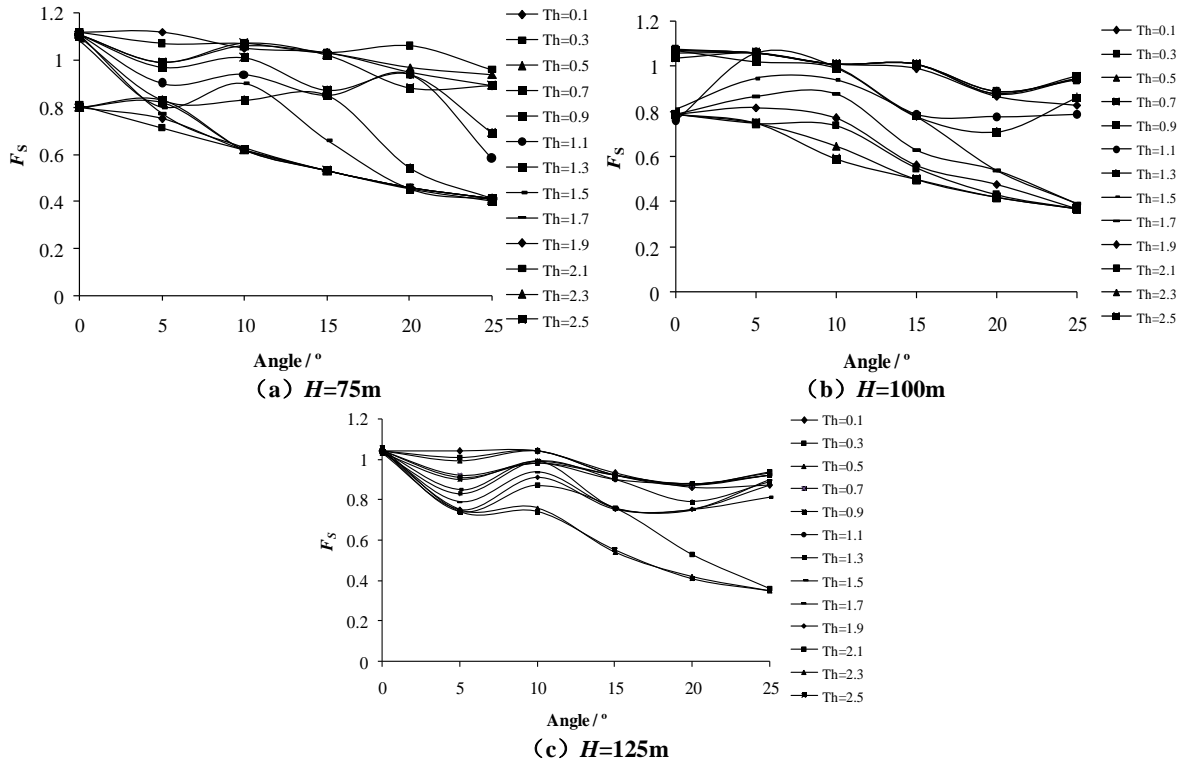 1.2
1
0.8
0.6
0.4
0.2
0
0 5 10 15 20 25
Fs
Angle / º
Th=0.1
Th=0.3
Th=0.5
Th=0.7
Th=0.9
Th=1.1
Th=1.3
Th=1.5
Th=1.7
Th=1.9
Th=2.1
Th=2.3
Th=2.5
（a）H=75m
1.2
1
0.8
0.6
0.4
0.2
0
0 5 10 15 20 25
Fs
Angle / º
Th=0.1
Th=0.3
Th=0.5
Th=0.7
Th=0.9
Th=1.1
Th=1.3
Th=1.5
Th=1.7
Th=1.9
Th=2.1
Th=2.3
Th=2.5
（b）H=100m
1.2
1
0.8
0.6
0.4
0.2
0
0 5 10 15 20 25
Fs
Angle / º
Th=0.1
Th=0.3
Th=0.5
Th=0.7
Th=0.9
Th=1.1
Th=1.3
Th=1.5
Th=1.7
Th=1.9
Th=2.1
Th=2.3
Th=2.5
（c）H=125m